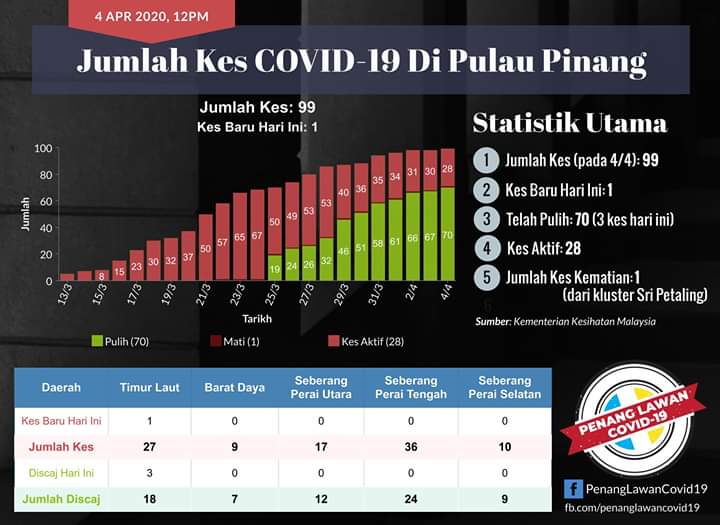 4 APR 2020, 12PM
Jumlah Kes COVID-19 Di Pulau Pinang
Jumlah Kes: 99
Kes Baru Hari Ini: 1
Jumlah
100
80
60
40
20
0
8 15 23 30 32 37 50 57 65 67 50 49 53 53 40 36 35 34 31 30 28
19 24 26 32 46 51 58 61 66 67 70
13/3 15/3 17/3 19/3 21/3 23/3 25/3 27/3 29/3 31/3 2/4 4/4
Tarikh
Pulih (70) Mati (1) Kes Aktif (28)
Statistik Utama
1 Jumlah Kes (pada 4/4): 99
2 Kes Baru Hari Ini: 1
3 Telah Pulih: 70 (3 kes hari ini)
4 Kes Aktif: 28
5 Jumlah Kes Kematian: 1
(dari kluster Sri Petaling)
Sumber: Kementerian Kesihatan Malaysia
Daerah Timur Laut Barat Daya Seberang Perai Utara Seberang Perai Tengah Seberang Perai Selatan
Kes Baru Hari Ini 1 0 0 0 0
Jumlah Kes 27 9 17 36 10
Discaj Hari Ini 3 0 0 0 0
Jumlah Discaj 18 7 12 24 9
PENANG LAWAN
COVID-19
PenangLawanCovid19
fb.com/penanglawancovid19